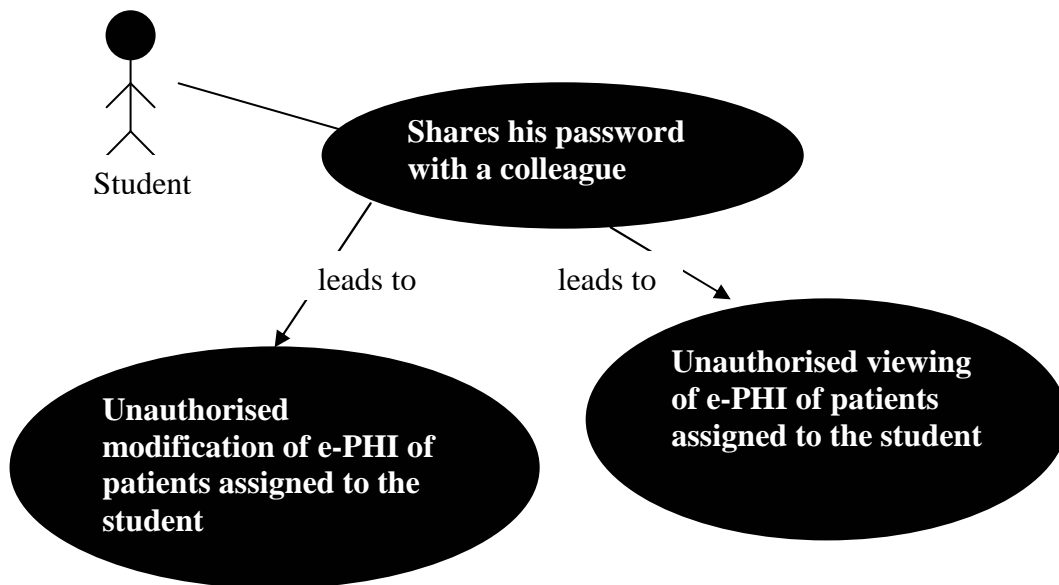 Shares his password
with a colleague
Student
leads to
leads to
Unauthorised viewing
of e-PHI of patients
assigned to the student
Unauthorised
modification of e-PHI of
patients assigned to the
student